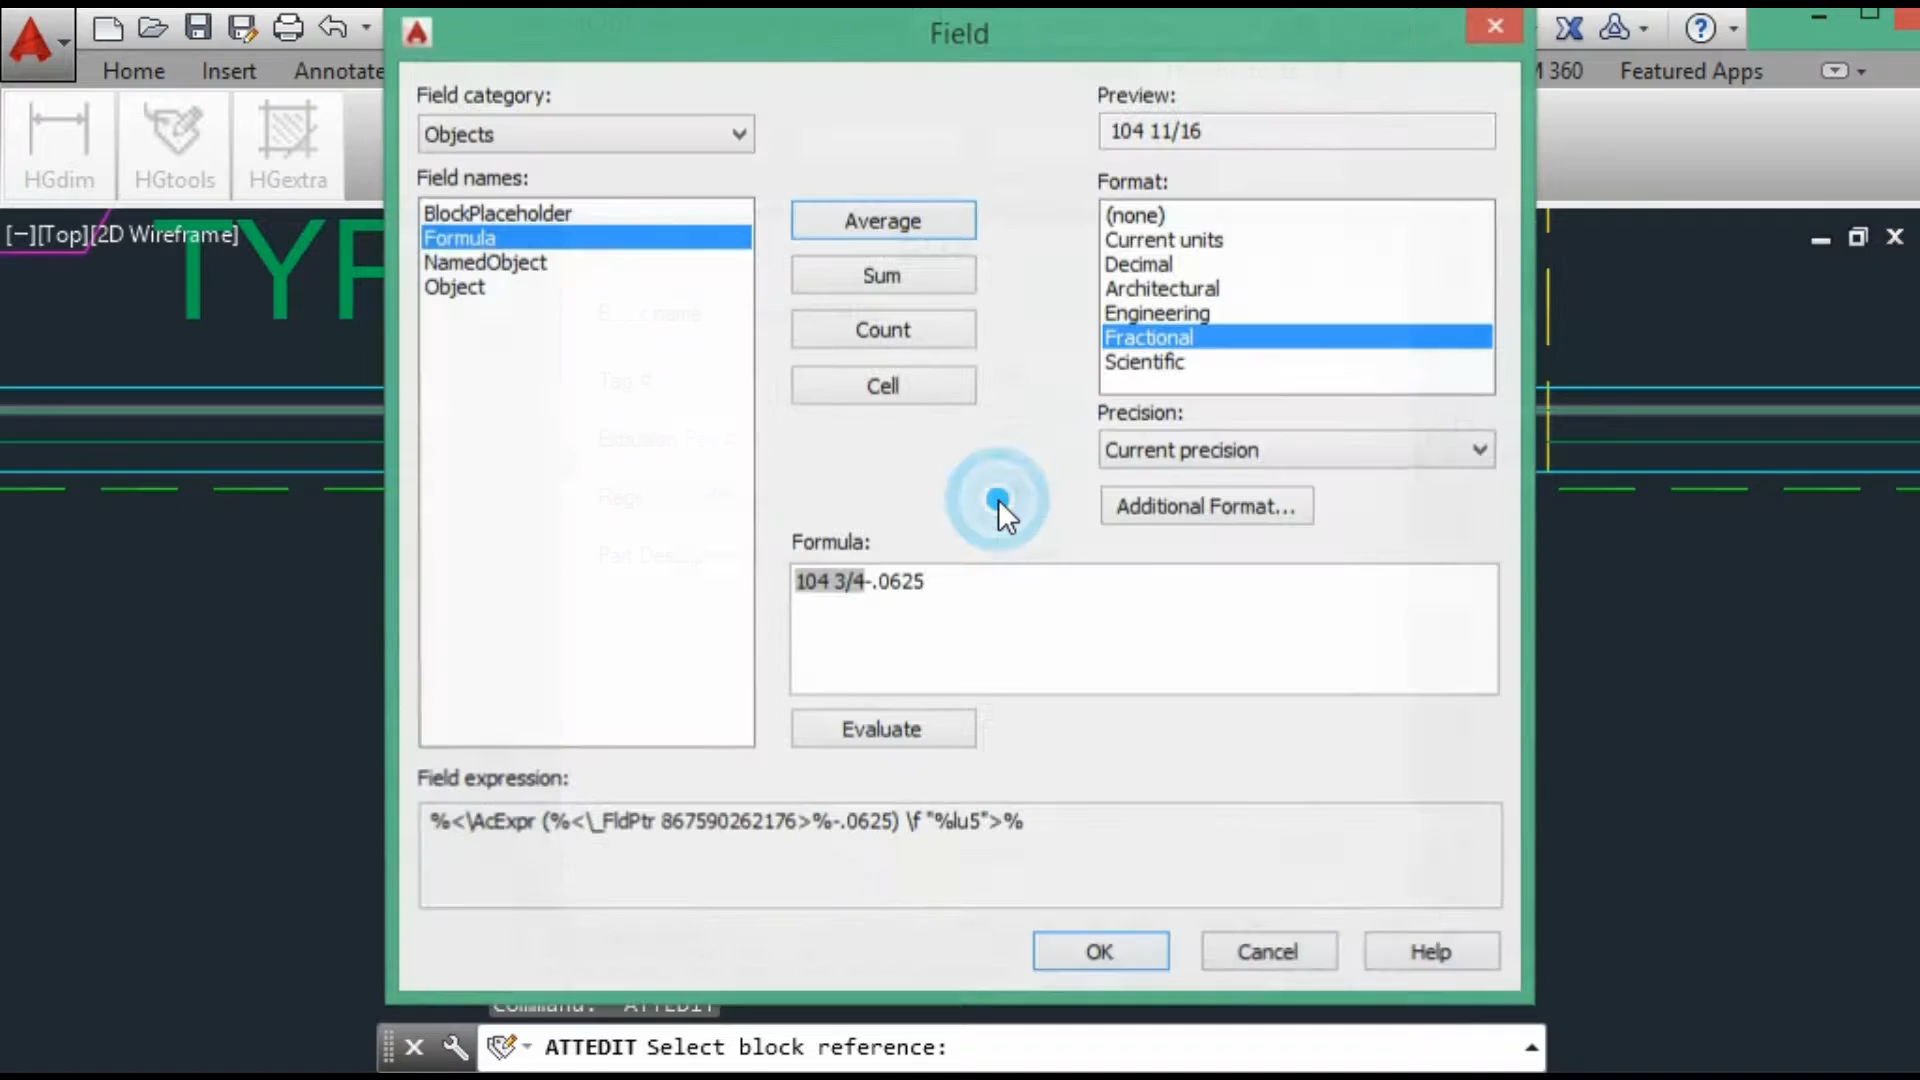 Field
Home Insert Annotate
M 360 Featured Apps
HGdim HGtools HGextra
[−][Top][2D Wireframe]
TYP
Field category:
Objects
Field names:
BlockPlaceholder
Formula
NamedObject
Object
Average
Sum
Count
Cell
Preview:
104 11/16
Format:
(none)
Current units
Decimal
Architectural
Engineering
Fractional
Scientific
Precision:
Current precision
Additional Format...
Formula:
104 3/4-.0625
Evaluate
Field expression:
%<\AcExpr (%<\_FldPtr 867590262176>%-.0625) \f "%lu5">%
OK Cancel Help
Command: ATTEDIT
ATTEDIT Select block reference: